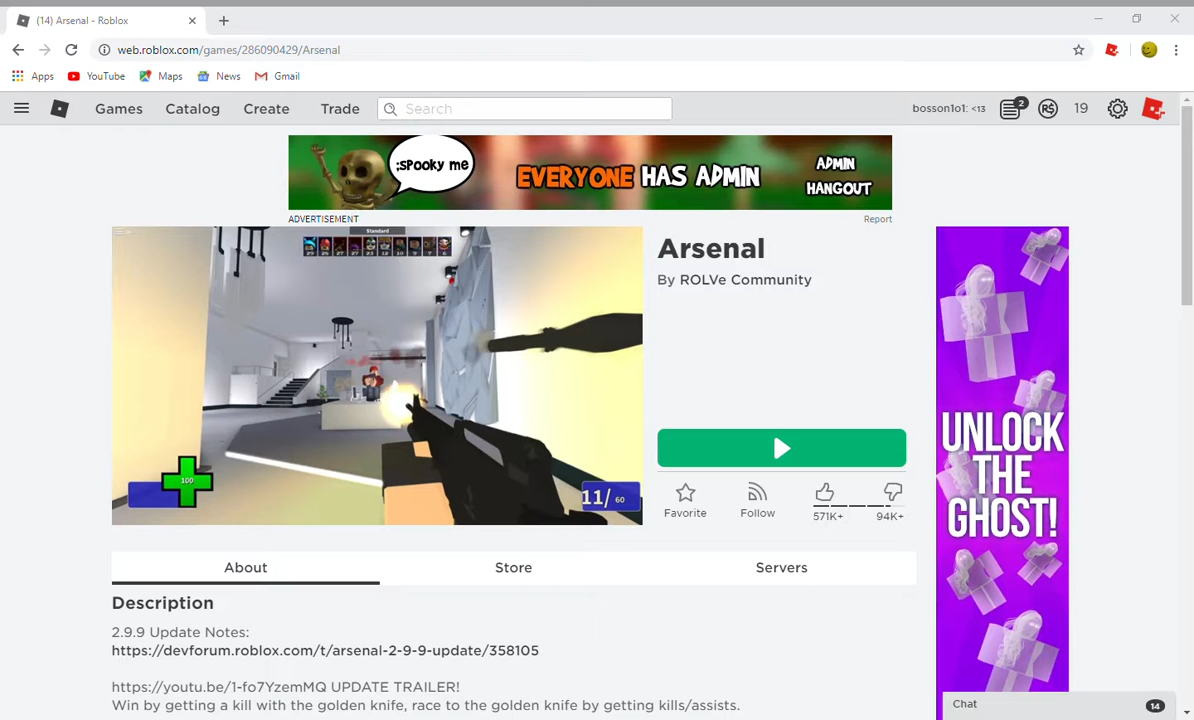 (14) Arsenal - Roblox
web.roblox.com/games/286090429/Arsenal
Apps YouTube Maps News Gmail
Games Catalog Create Trade Search bosson1o1: <13 2 R$ 19
;SPOOKY ME
EVERYONE HAS ADMIN
ADMIN
HANGOUT
ADVERTISEMENT Report
Standard
100
11/ 60
Arsenal
By ROLVe Community
Favorite Follow 571K+ 94K+
UNLOCK
THE
GHOST!
About Store Servers
Description
2.9.9 Update Notes:
https://devforum.roblox.com/t/arsenal-2-9-9-update/358105
https://youtu.be/1-fo7YzemMQ UPDATE TRAILER!
Win by getting a kill with the golden knife, race to the golden knife by getting kills/assists.
Chat 14